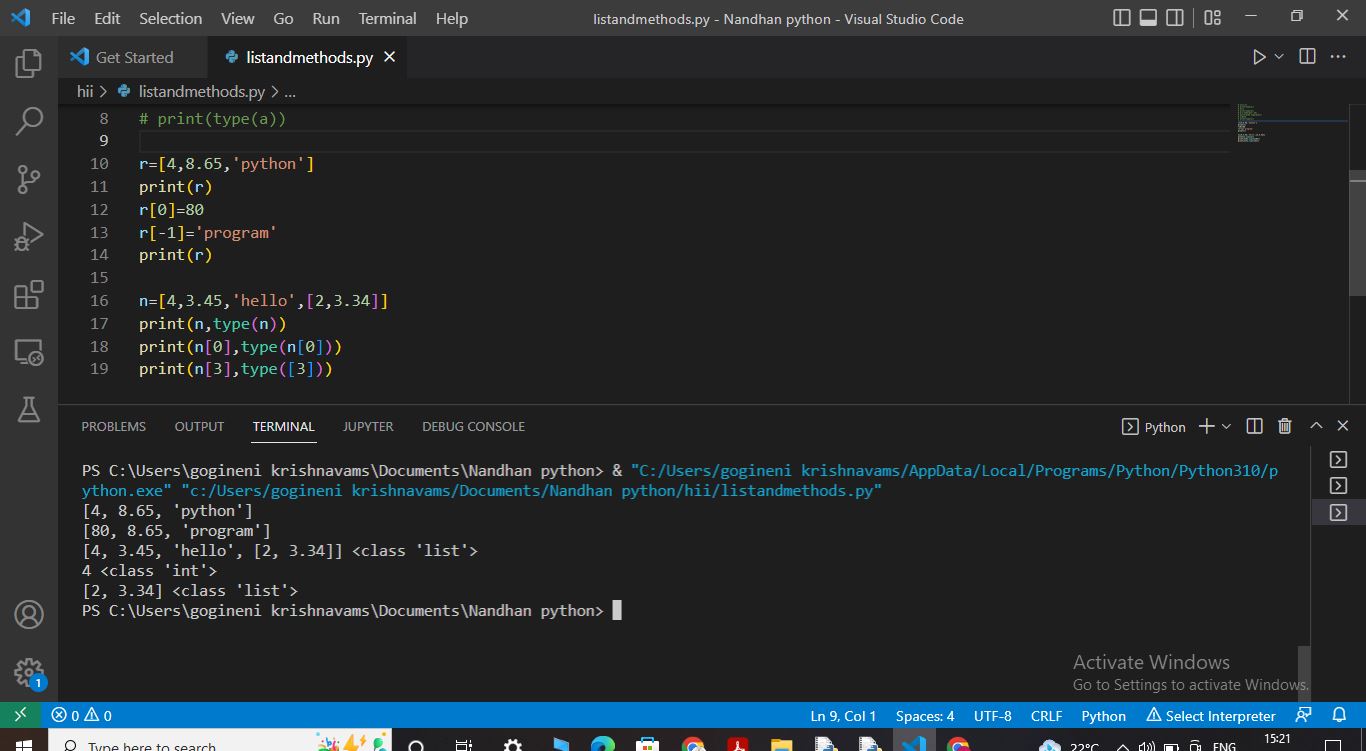 File Edit Selection View Go Run Terminal Help listandmethods.py - Nandhan python - Visual Studio Code
Get Started listandmethods.py
hii > listandmethods.py > ...
8 # print(type(a))
9
10 r=[4,8.65,'python']
11 print(r)
12 r[0]=80
13 r[-1]='program'
14 print(r)
15
16 n=[4,3.45,'hello',[2,3.34]]
17 print(n,type(n))
18 print(n[0],type(n[0]))
19 print(n[3],type([3]))
PROBLEMS OUTPUT TERMINAL JUPYTER DEBUG CONSOLE Python
PS C:\Users\gogineni krishnavams\Documents\Nandhan python> & "C:/Users/gogineni krishnavams/AppData/Local/Programs/Python/Python310/p
ython.exe" "c:/Users/gogineni krishnavams/Documents/Nandhan python/hii/listandmethods.py"
[4, 8.65, 'python']
[80, 8.65, 'program']
[4, 3.45, 'hello', [2, 3.34]] <class 'list'>
4 <class 'int'>
[2, 3.34] <class 'list'>
PS C:\Users\gogineni krishnavams\Documents\Nandhan python>
Activate Windows
Go to Settings to activate Windows.
1
0 0 Ln 9, Col 1 Spaces: 4 UTF-8 CRLF Python Select Interpreter
Type here to search 22°C ENG 15:21